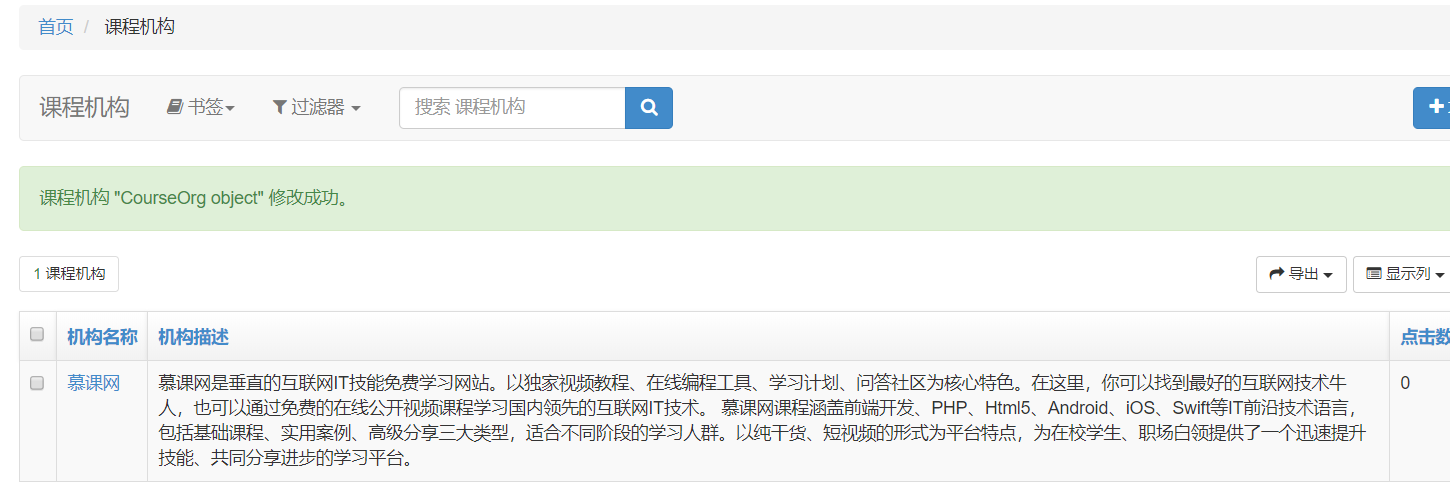 首页 / 课程机构
课程机构 书签 过滤器 搜索 课程机构
课程机构 "CourseOrg object" 修改成功。
1 课程机构 导出 显示列
机构名称 机构描述 点击数
慕课网 慕课网是垂直的互联网IT技能免费学习网站。以独家视频教程、在线编程工具、学习计划、问答社区为核心特色。在这里，你可以找到最好的互联网技术牛 0
人，也可以通过免费的在线公开视频课程学习国内领先的互联网IT技术。 慕课网课程涵盖前端开发、PHP、Html5、Android、iOS、Swift等IT前沿技术语言，
包括基础课程、实用案例、高级分享三大类型，适合不同阶段的学习人群。以纯干货、短视频的形式为平台特点，为在校学生、职场白领提供了一个迅速提升
技能、共同分享进步的学习平台。